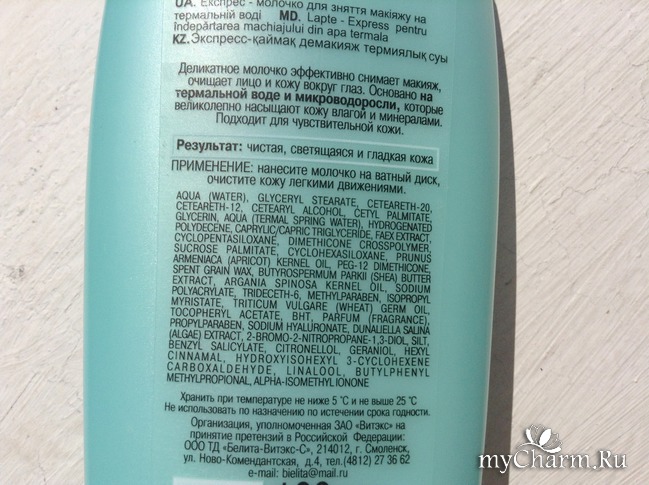 UA. Експрес - молочко для зняття макіяжу на
термальній воді MD. Lapte - Express pentru
îndepărtarea machiajului din apa termala
KZ. Экспресс-қаймақ демакияж термиялық суы
Деликатное молочко эффективно снимает макияж,
очищает лицо и кожу вокруг глаз. Основано на
термальной воде и микроводоросли, которые
великолепно насыщают кожу влагой и минералами.
Подходит для чувствительной кожи.
Результат: чистая, светящаяся и гладкая кожа
ПРИМЕНЕНИЕ: нанесите молочко на ватный диск,
очистите кожу легкими движениями.
AQUA (WATER), GLYCERYL STEARATE, CETEARETH-20,
CETEARETH-12, CETEARYL ALCOHOL, CETYL PALMITATE,
GLYCERIN, AQUA (TERMAL SPRING WATER), HYDROGENATED
POLYDECENE, CAPRYLIC/CAPRIC TRIGLYCERIDE, FAEX EXTRACT,
CYCLOPENTASILOXANE, DIMETHICONE CROSSPOLYMER,
SUCROSE PALMITATE, CYCLOHEXASILOXANE, PRUNUS
ARMENIACA (APRICOT) KERNEL OIL, PEG-12 DIMETHICONE,
SPENT GRAIN WAX, BUTYROSPERMUM PARKII (SHEA) BUTTER
EXTRACT, ARGANIA SPINOSA KERNEL OIL, SODIUM
POLYACRYLATE, TRIDECETH-6, METHYLPARABEN, ISOPROPYL
MYRISTATE, TRITICUM VULGARE (WHEAT) GERM OIL,
TOCOPHERYL ACETATE, BHT, PARFUM (FRAGRANCE),
PROPYLPARABEN, SODIUM HYALURONATE, DUNALIELLA SALINA
(ALGAE) EXTRACT, 2-BROMO-2-NITROPROPANE-1,3-DIOL, SILT,
BENZYL SALICYLATE, CITRONELLOL, GERANIOL, HEXYL
CINNAMAL, HYDROXYISOHEXYL 3-CYCLOHEXENE
CARBOXALDEHYDE, LINALOOL, BUTYLPHENYL
METHYLPROPIONAL, ALPHA-ISOMETHYL IONONE
Хранить при температуре не ниже 5 °С и не выше 25 °С
Не использовать по назначению по истечении срока годности.
Организация, уполномоченная ЗАО «Витэкс» на
принятие претензий в Российской Федерации:
ООО ТД «Белита-Витэкс-С», 214012, г. Смоленск,
ул. Ново-Комендантская, д.4, тел.(4812) 27 36 62
e-mail: bielita@mail.ru
myCharm.Ru